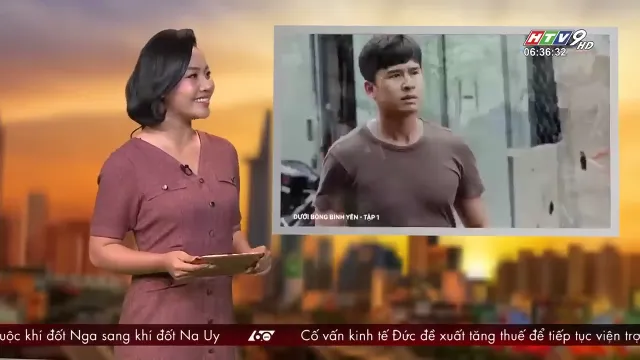 HTV9 HD
06:36:32
DƯỚI BÓNG BÌNH YÊN - TẬP 1
uộc khí đốt Nga sang khí đốt Na Uy
Cố vấn kinh tế Đức đề xuất tăng thuế để tiếp tục viện trợ